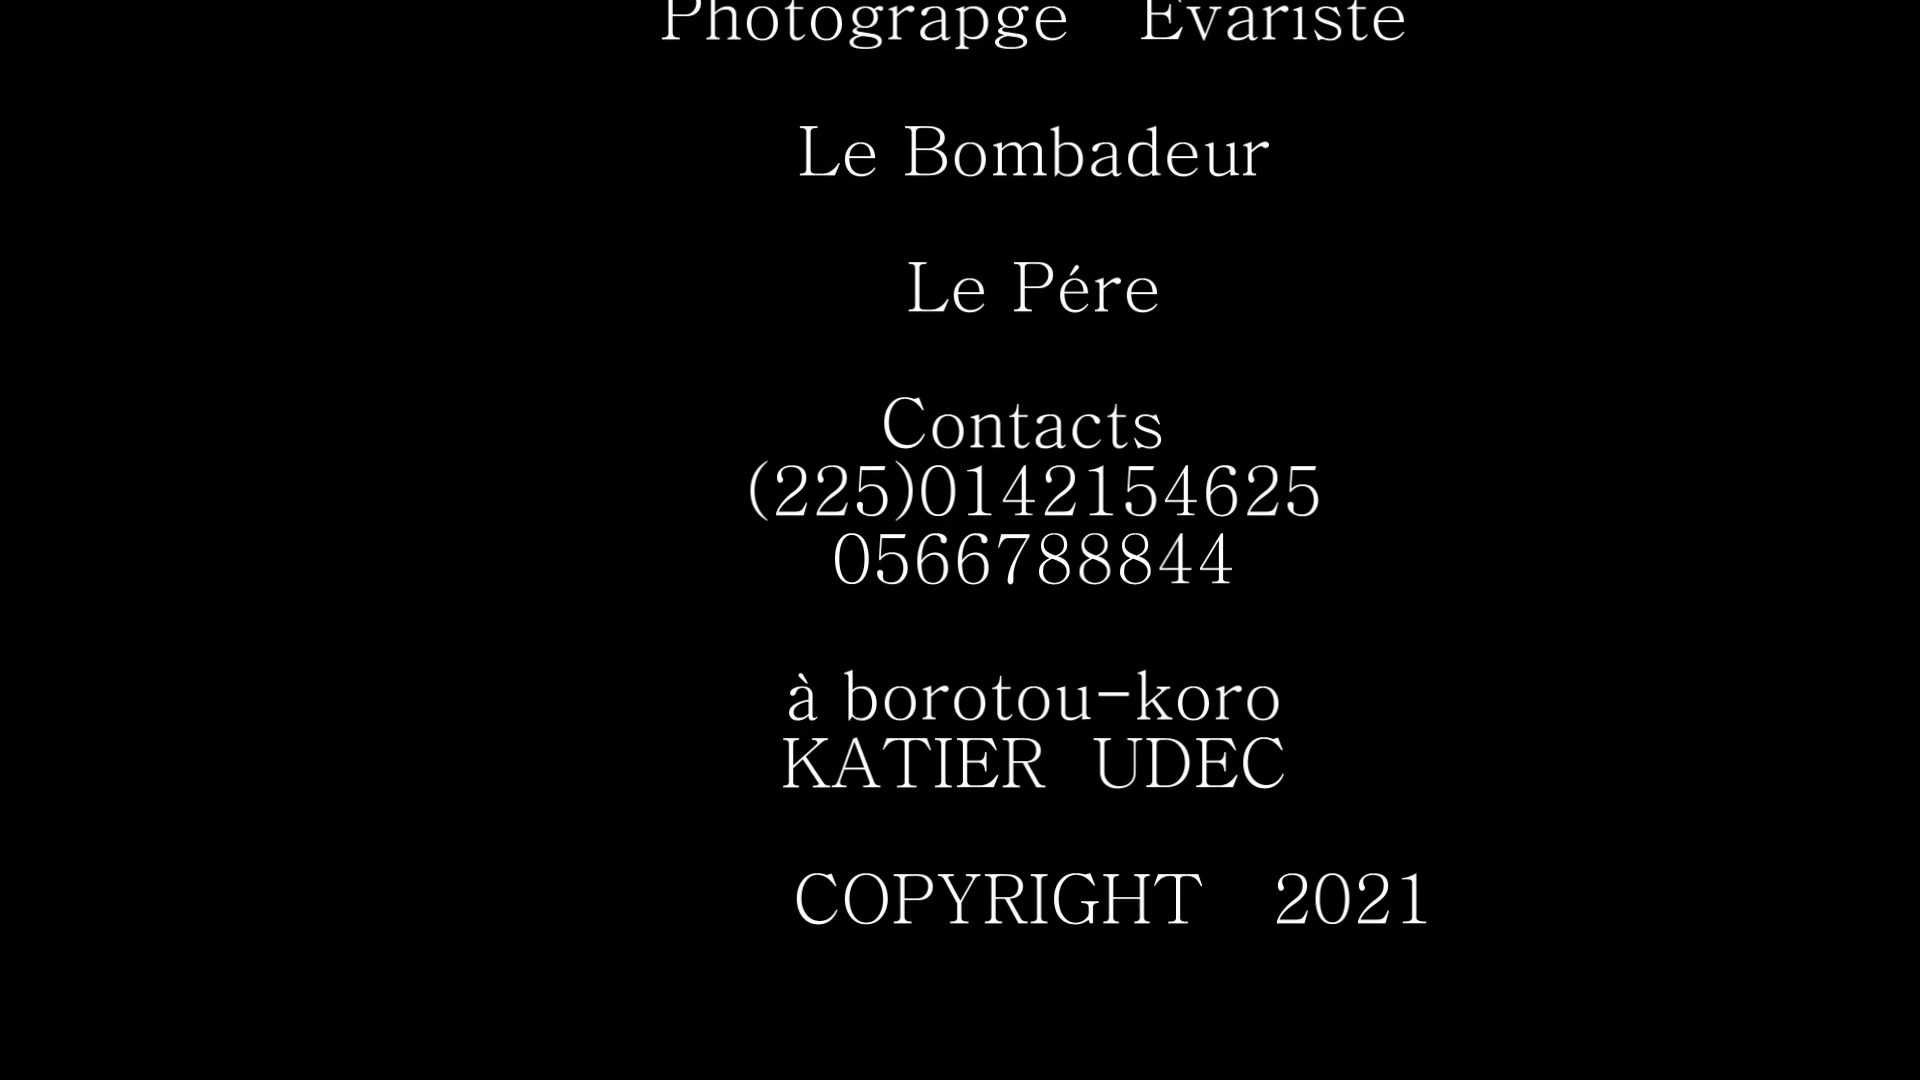 Photograpge Evariste
Le Bombadeur
Le Pére
Contacts
(225)0142154625
0566788844
à borotou-koro
KATIER UDEC
COPYRIGHT 2021